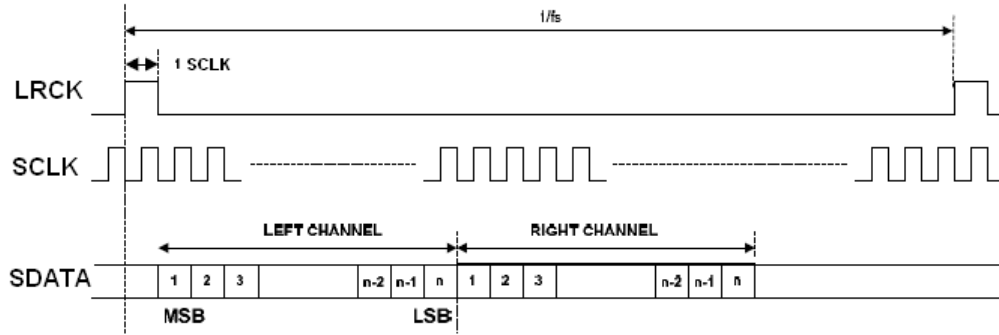 1/fs
1 SCLK
LRCK
SCLK
LEFT CHANNEL RIGHT CHANNEL
SDATA 1 2 3 n-2 n-1 n 1 2 3 n-2 n-1 n
MSB LSB